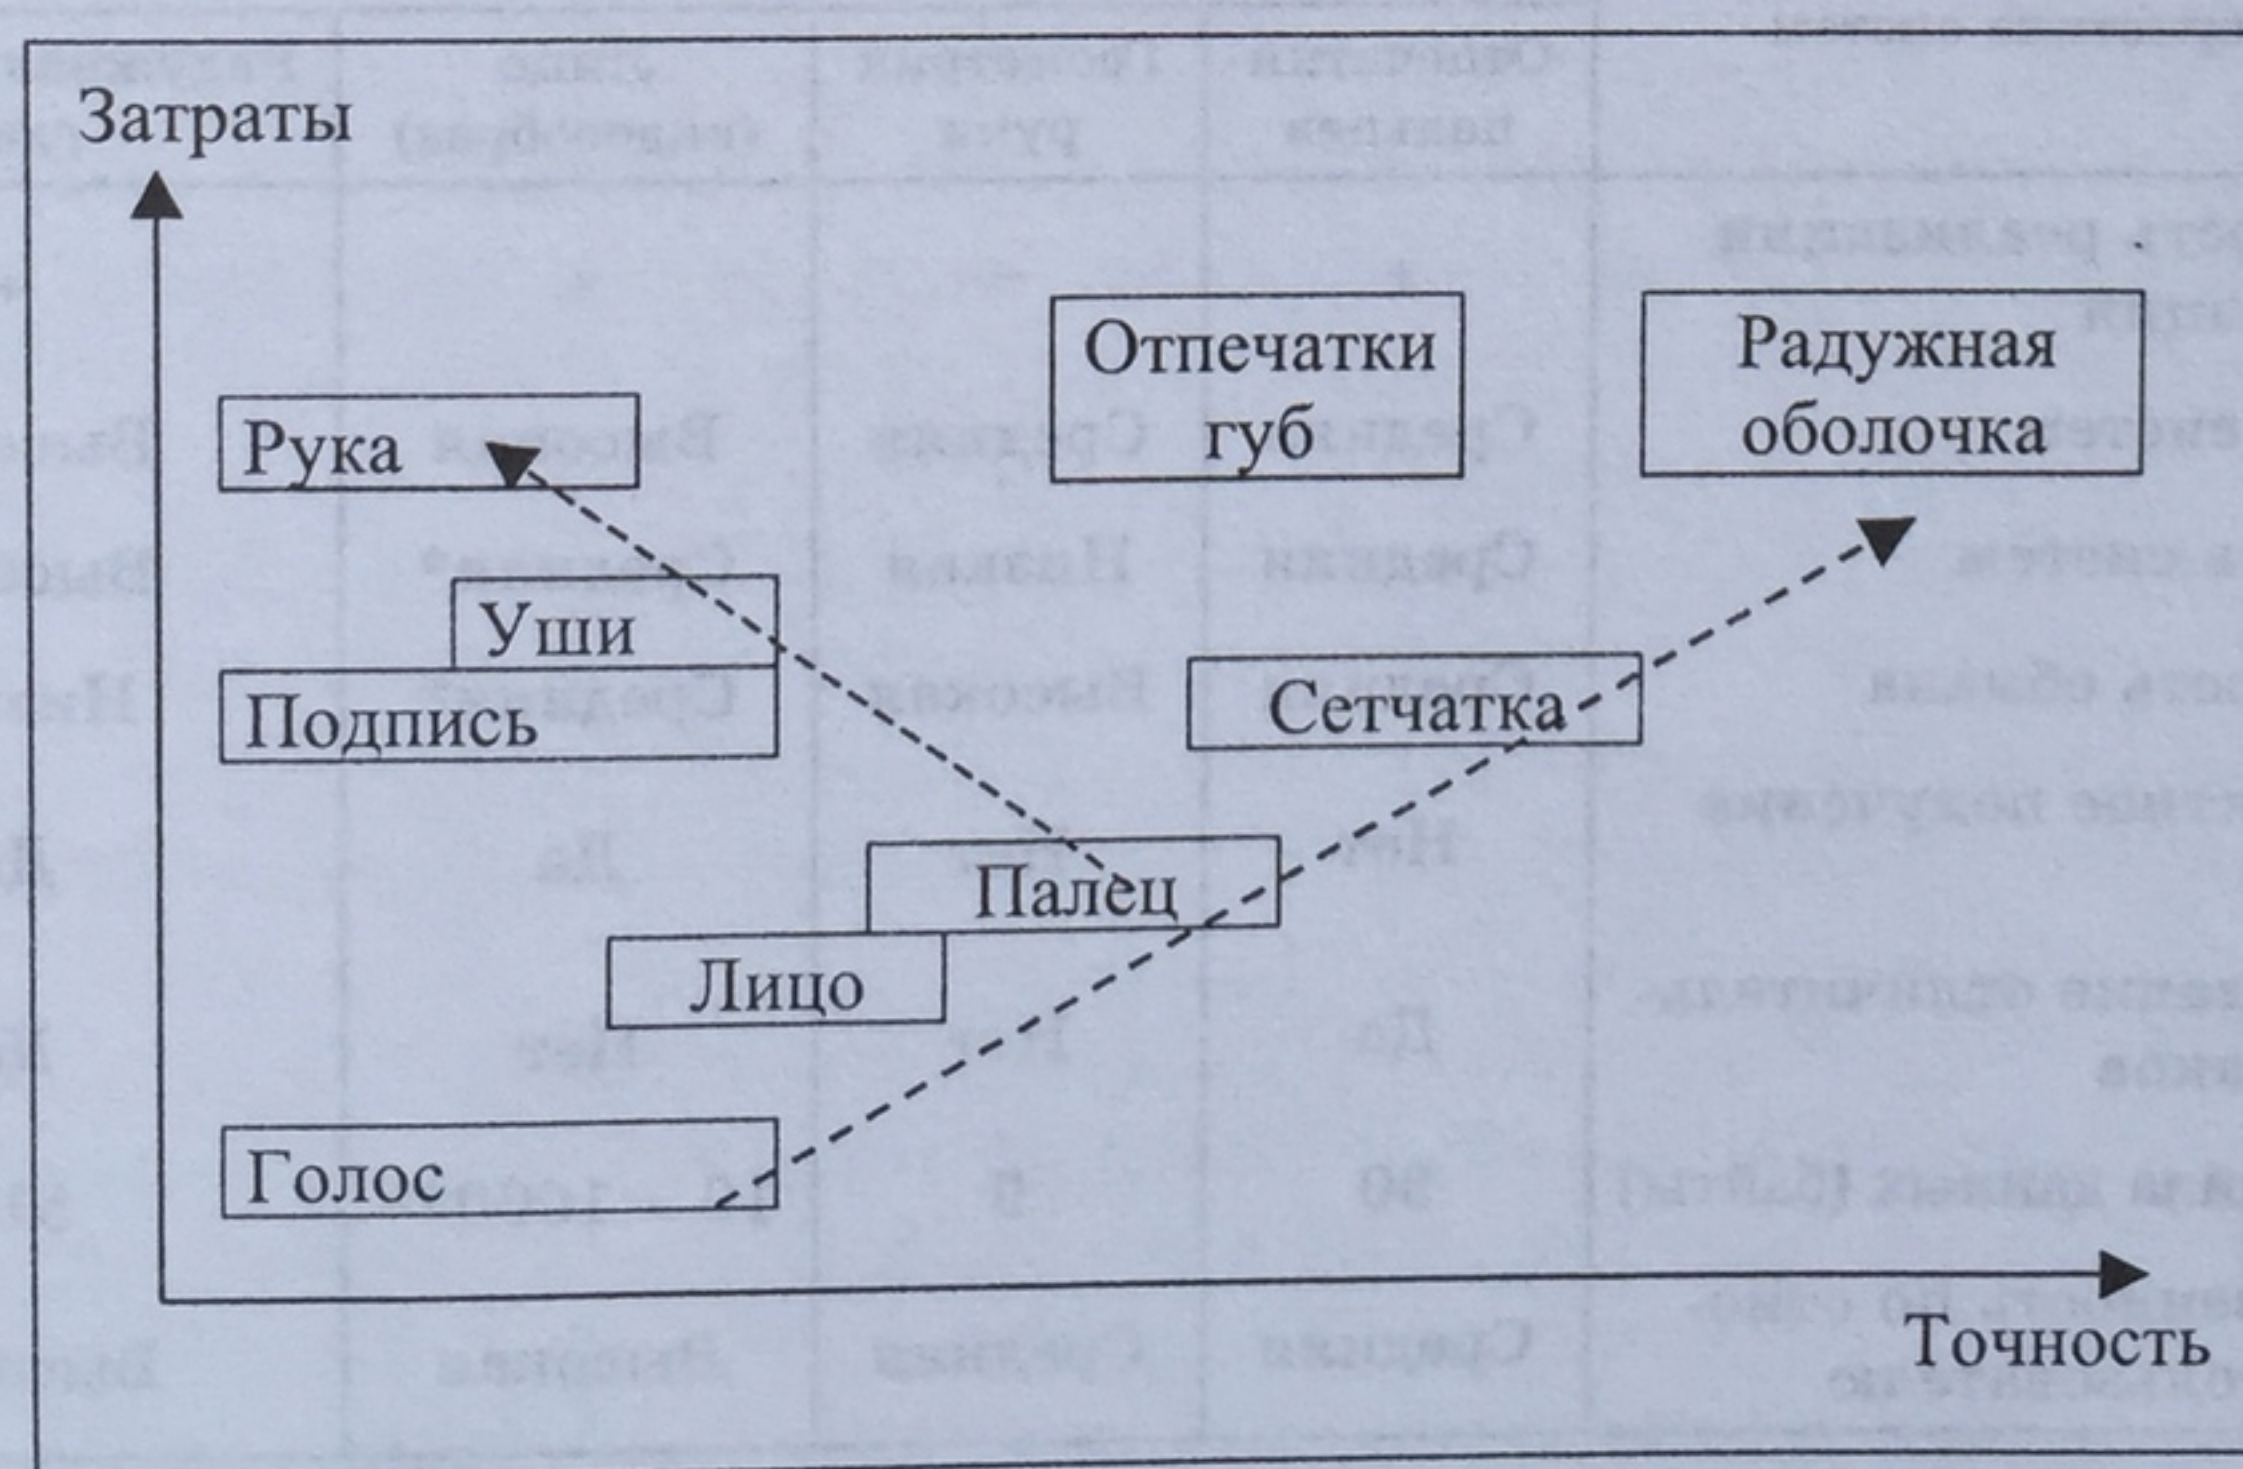 Затраты
Отпечатки
губ
Радужная
оболочка
Рука
Уши
Подпись
Сетчатка
Палец
Лицо
Голос
Точность